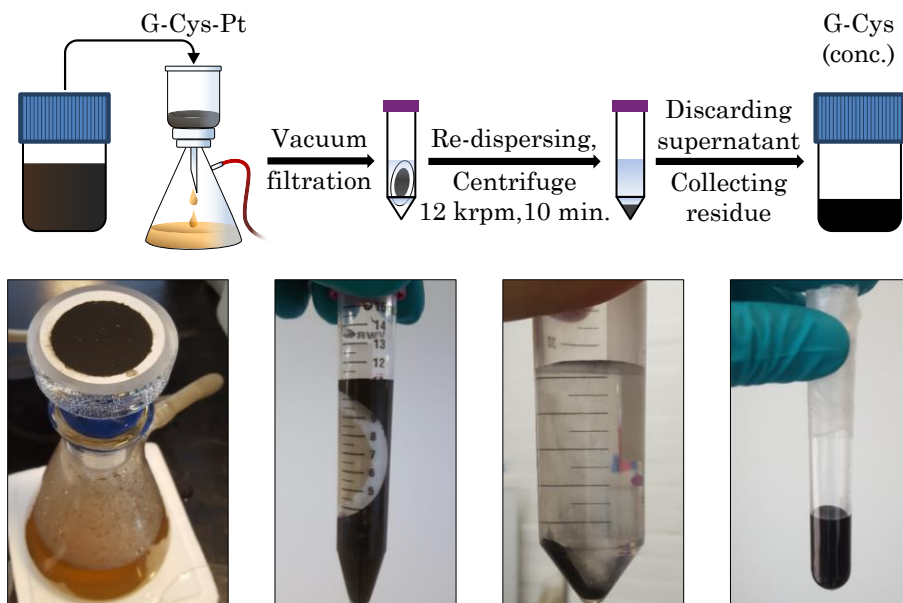 G-Cys-Pt
G-Cys
(conc.)
Vacuum
filtration
Re-dispersing,
Centrifuge
12 krpm,10 min.
Discarding
supernatant
Collecting
residue
14
13
12
8
7
6
5